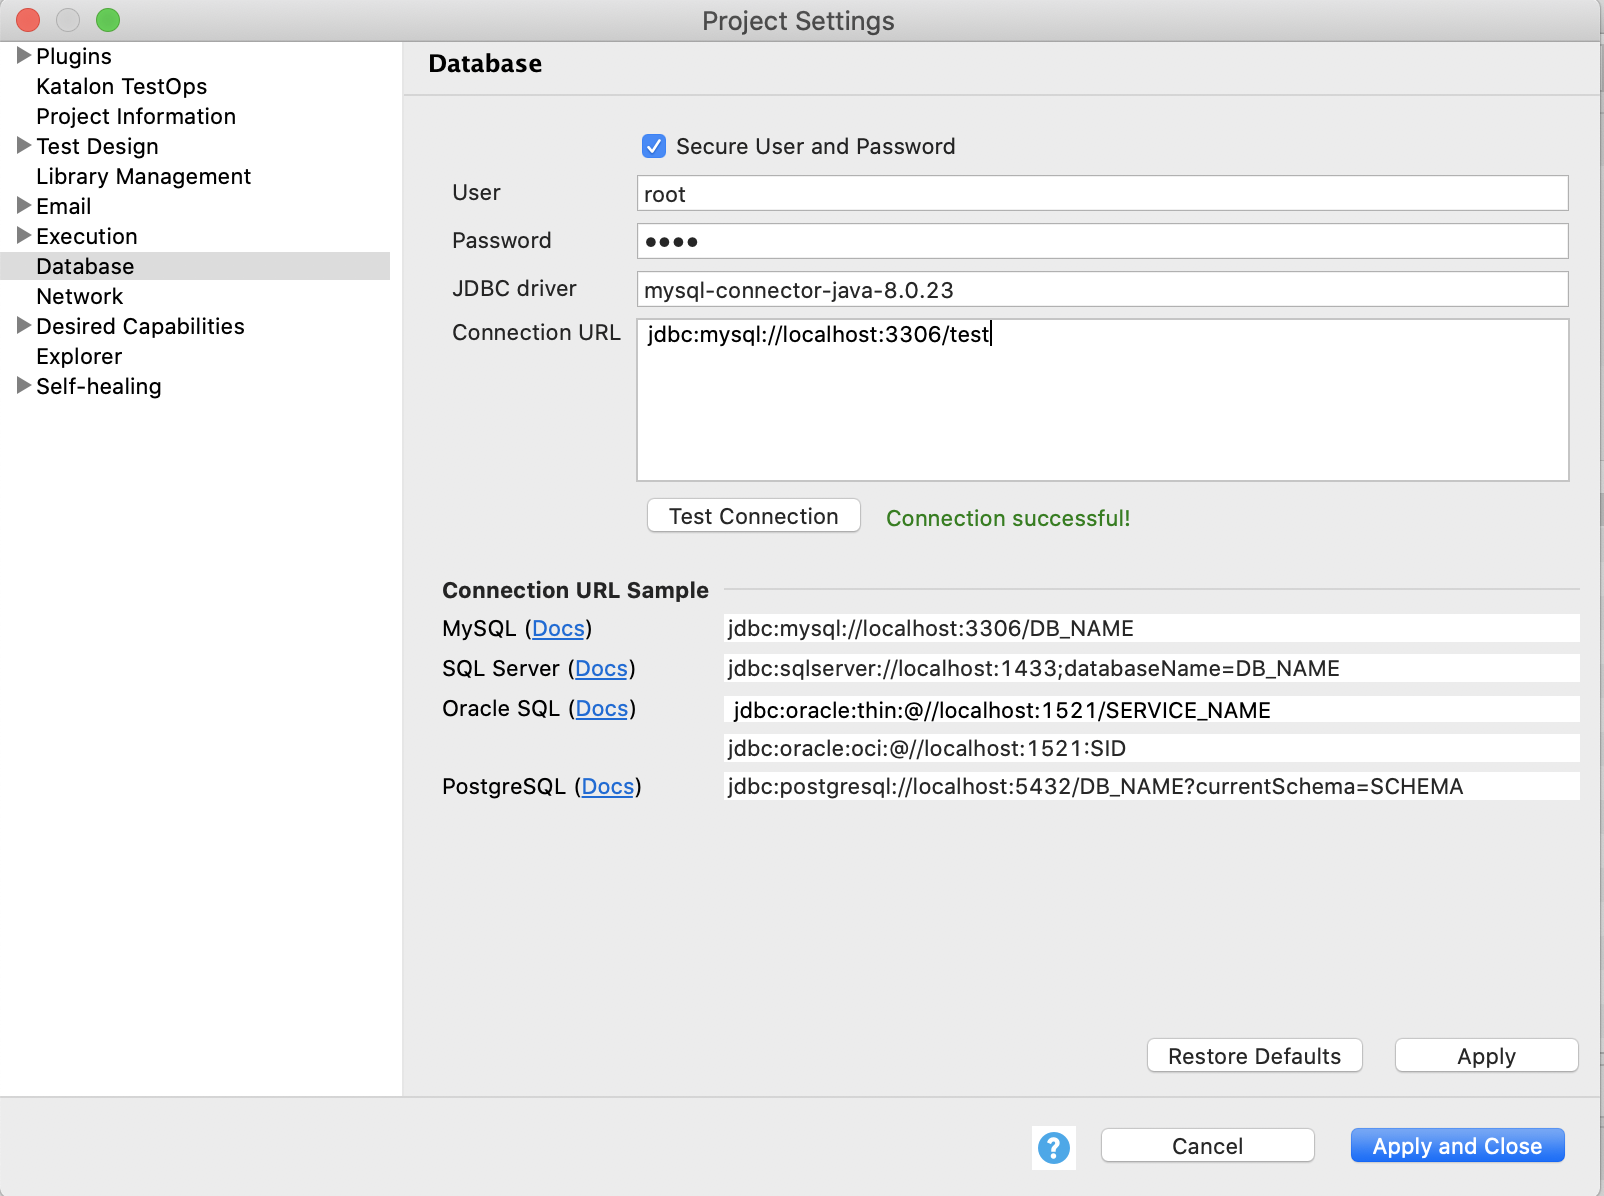 Project Settings
Plugins
Katalon TestOps
Project Information
Test Design
Library Management
Email
Execution
Database
Network
Desired Capabilities
Explorer
Self-healing
Database
Secure User and Password
User root
Password ●●●●
JDBC driver mysql-connector-java-8.0.23
Connection URL jdbc:mysql://localhost:3306/test
Test Connection Connection successful!
Connection URL Sample
MySQL (Docs) jdbc:mysql://localhost:3306/DB_NAME
SQL Server (Docs) jdbc:sqlserver://localhost:1433;databaseName=DB_NAME
Oracle SQL (Docs) jdbc:oracle:thin:@//localhost:1521/SERVICE_NAME
jdbc:oracle:oci:@//localhost:1521:SID
PostgreSQL (Docs) jdbc:postgresql://localhost:5432/DB_NAME?currentSchema=SCHEMA
Restore Defaults Apply
? Cancel Apply and Close